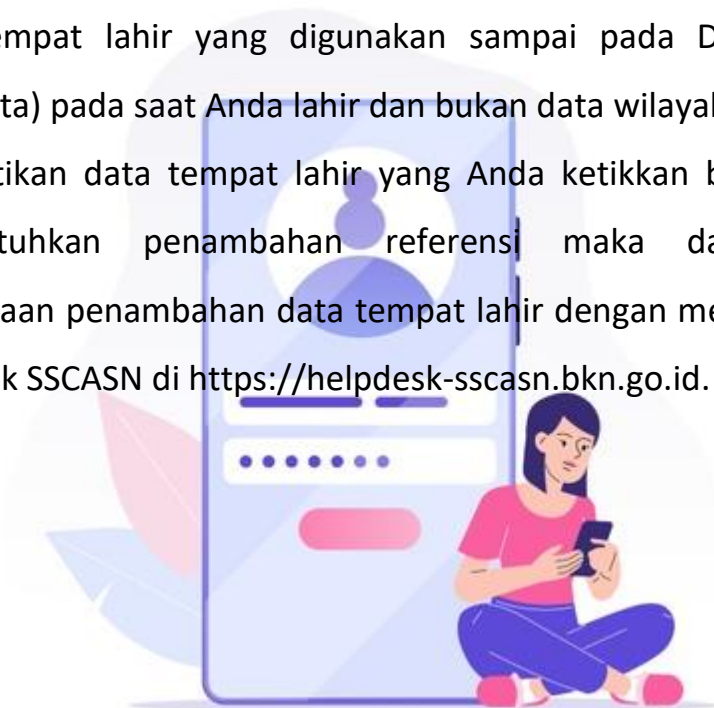 empat lahir yang digunakan sampai pada D
ta) pada saat Anda lahir dan bukan data wilayah
tikan data tempat lahir yang Anda ketikkan b
tuhkan penambahan referensi maka da
aan penambahan data tempat lahir dengan me
k SSCASN di https://helpdesk-sscasn.bkn.go.id.